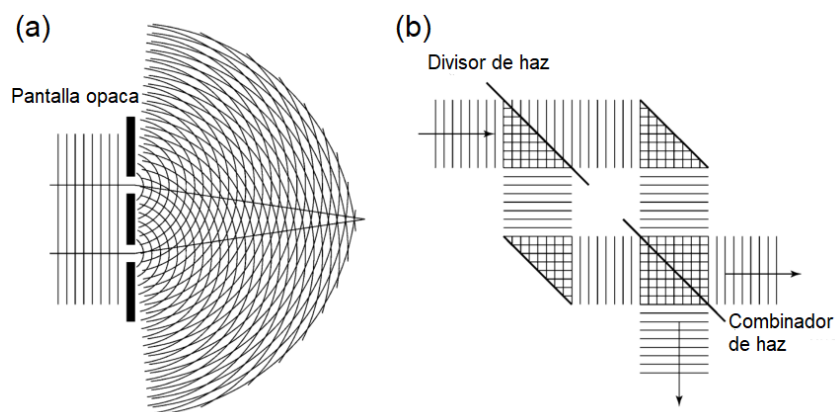 (a)
Pantalla opaca
(b)
Divisor de haz
Combinador
de haz